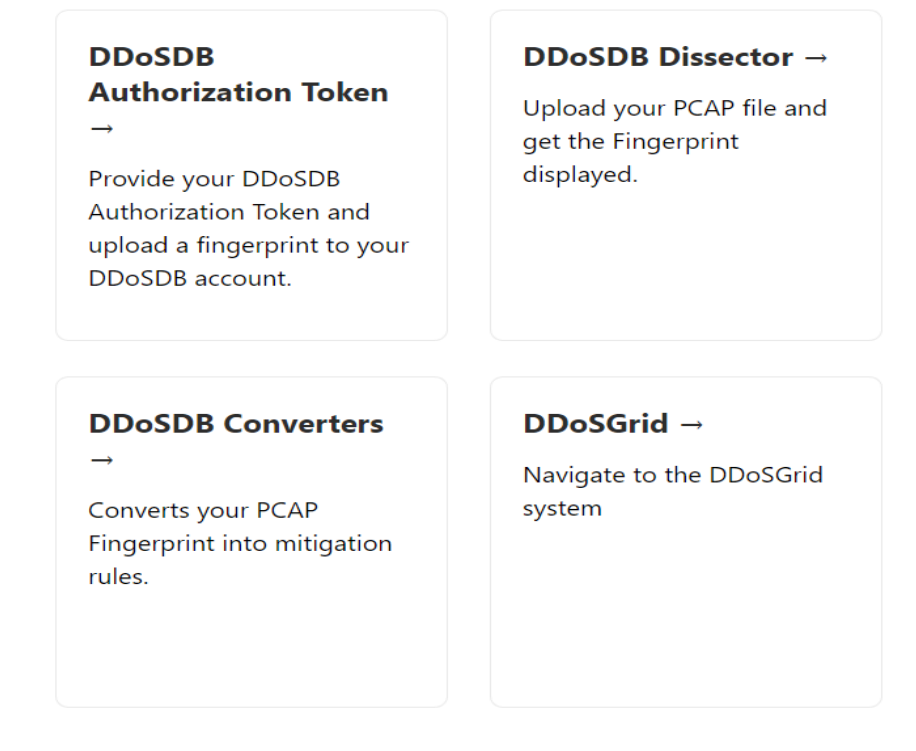 DDoSDB
Authorization Token
→
Provide your DDoSDB
Authorization Token and
upload a fingerprint to your
DDoSDB account.
DDoSDB Dissector →
Upload your PCAP file and
get the Fingerprint
displayed.
DDoSDB Converters
→
Converts your PCAP
Fingerprint into mitigation
rules.
DDoSGrid →
Navigate to the DDoSGrid
system